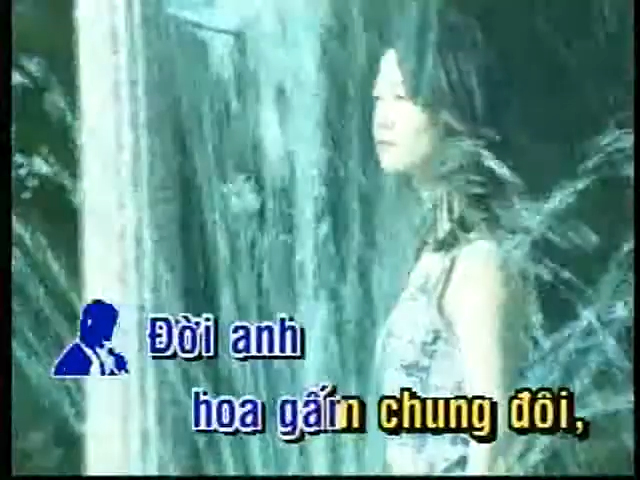 Đời anh
hoa gấm chung đôi,